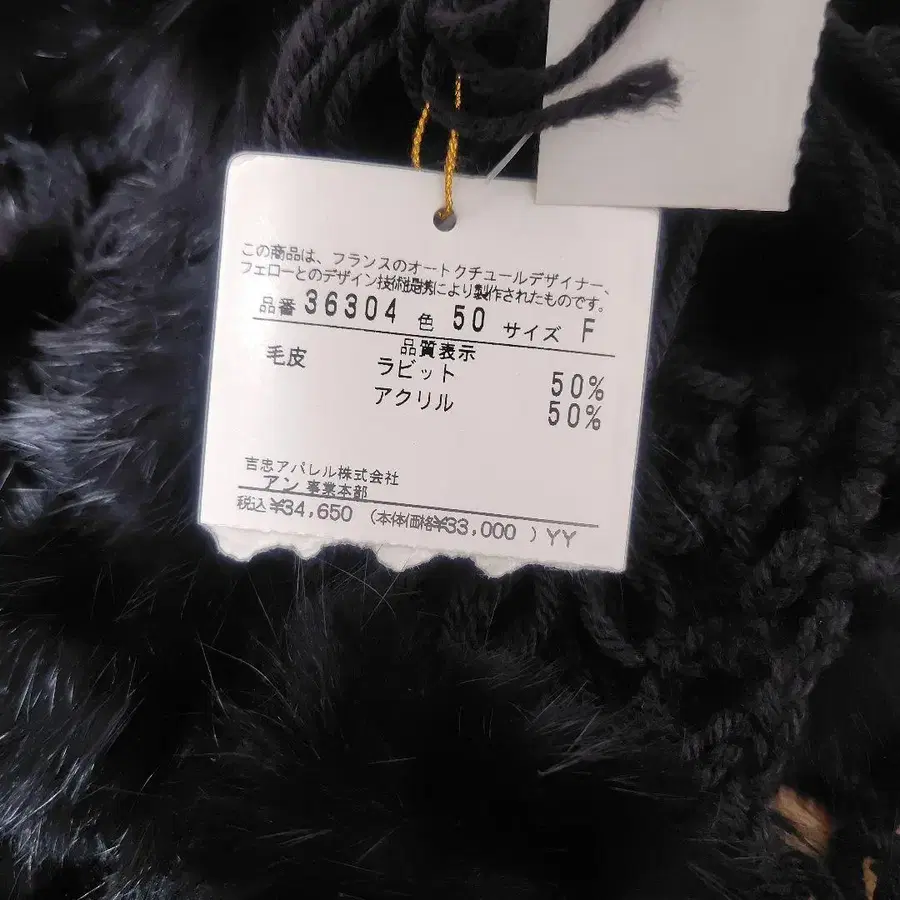 この商品は、フランスのオートクチュールデザイナー、
フェローとのデザイン技術提携により製作されたものです。
品番 36304 色 50 サイズ F
品質表示
毛皮 ラビット 50%
アクリル 50%
吉忠アパレル株式会社
アン 事業本部
税込¥34,650 (本体価格¥33,000 ) YY